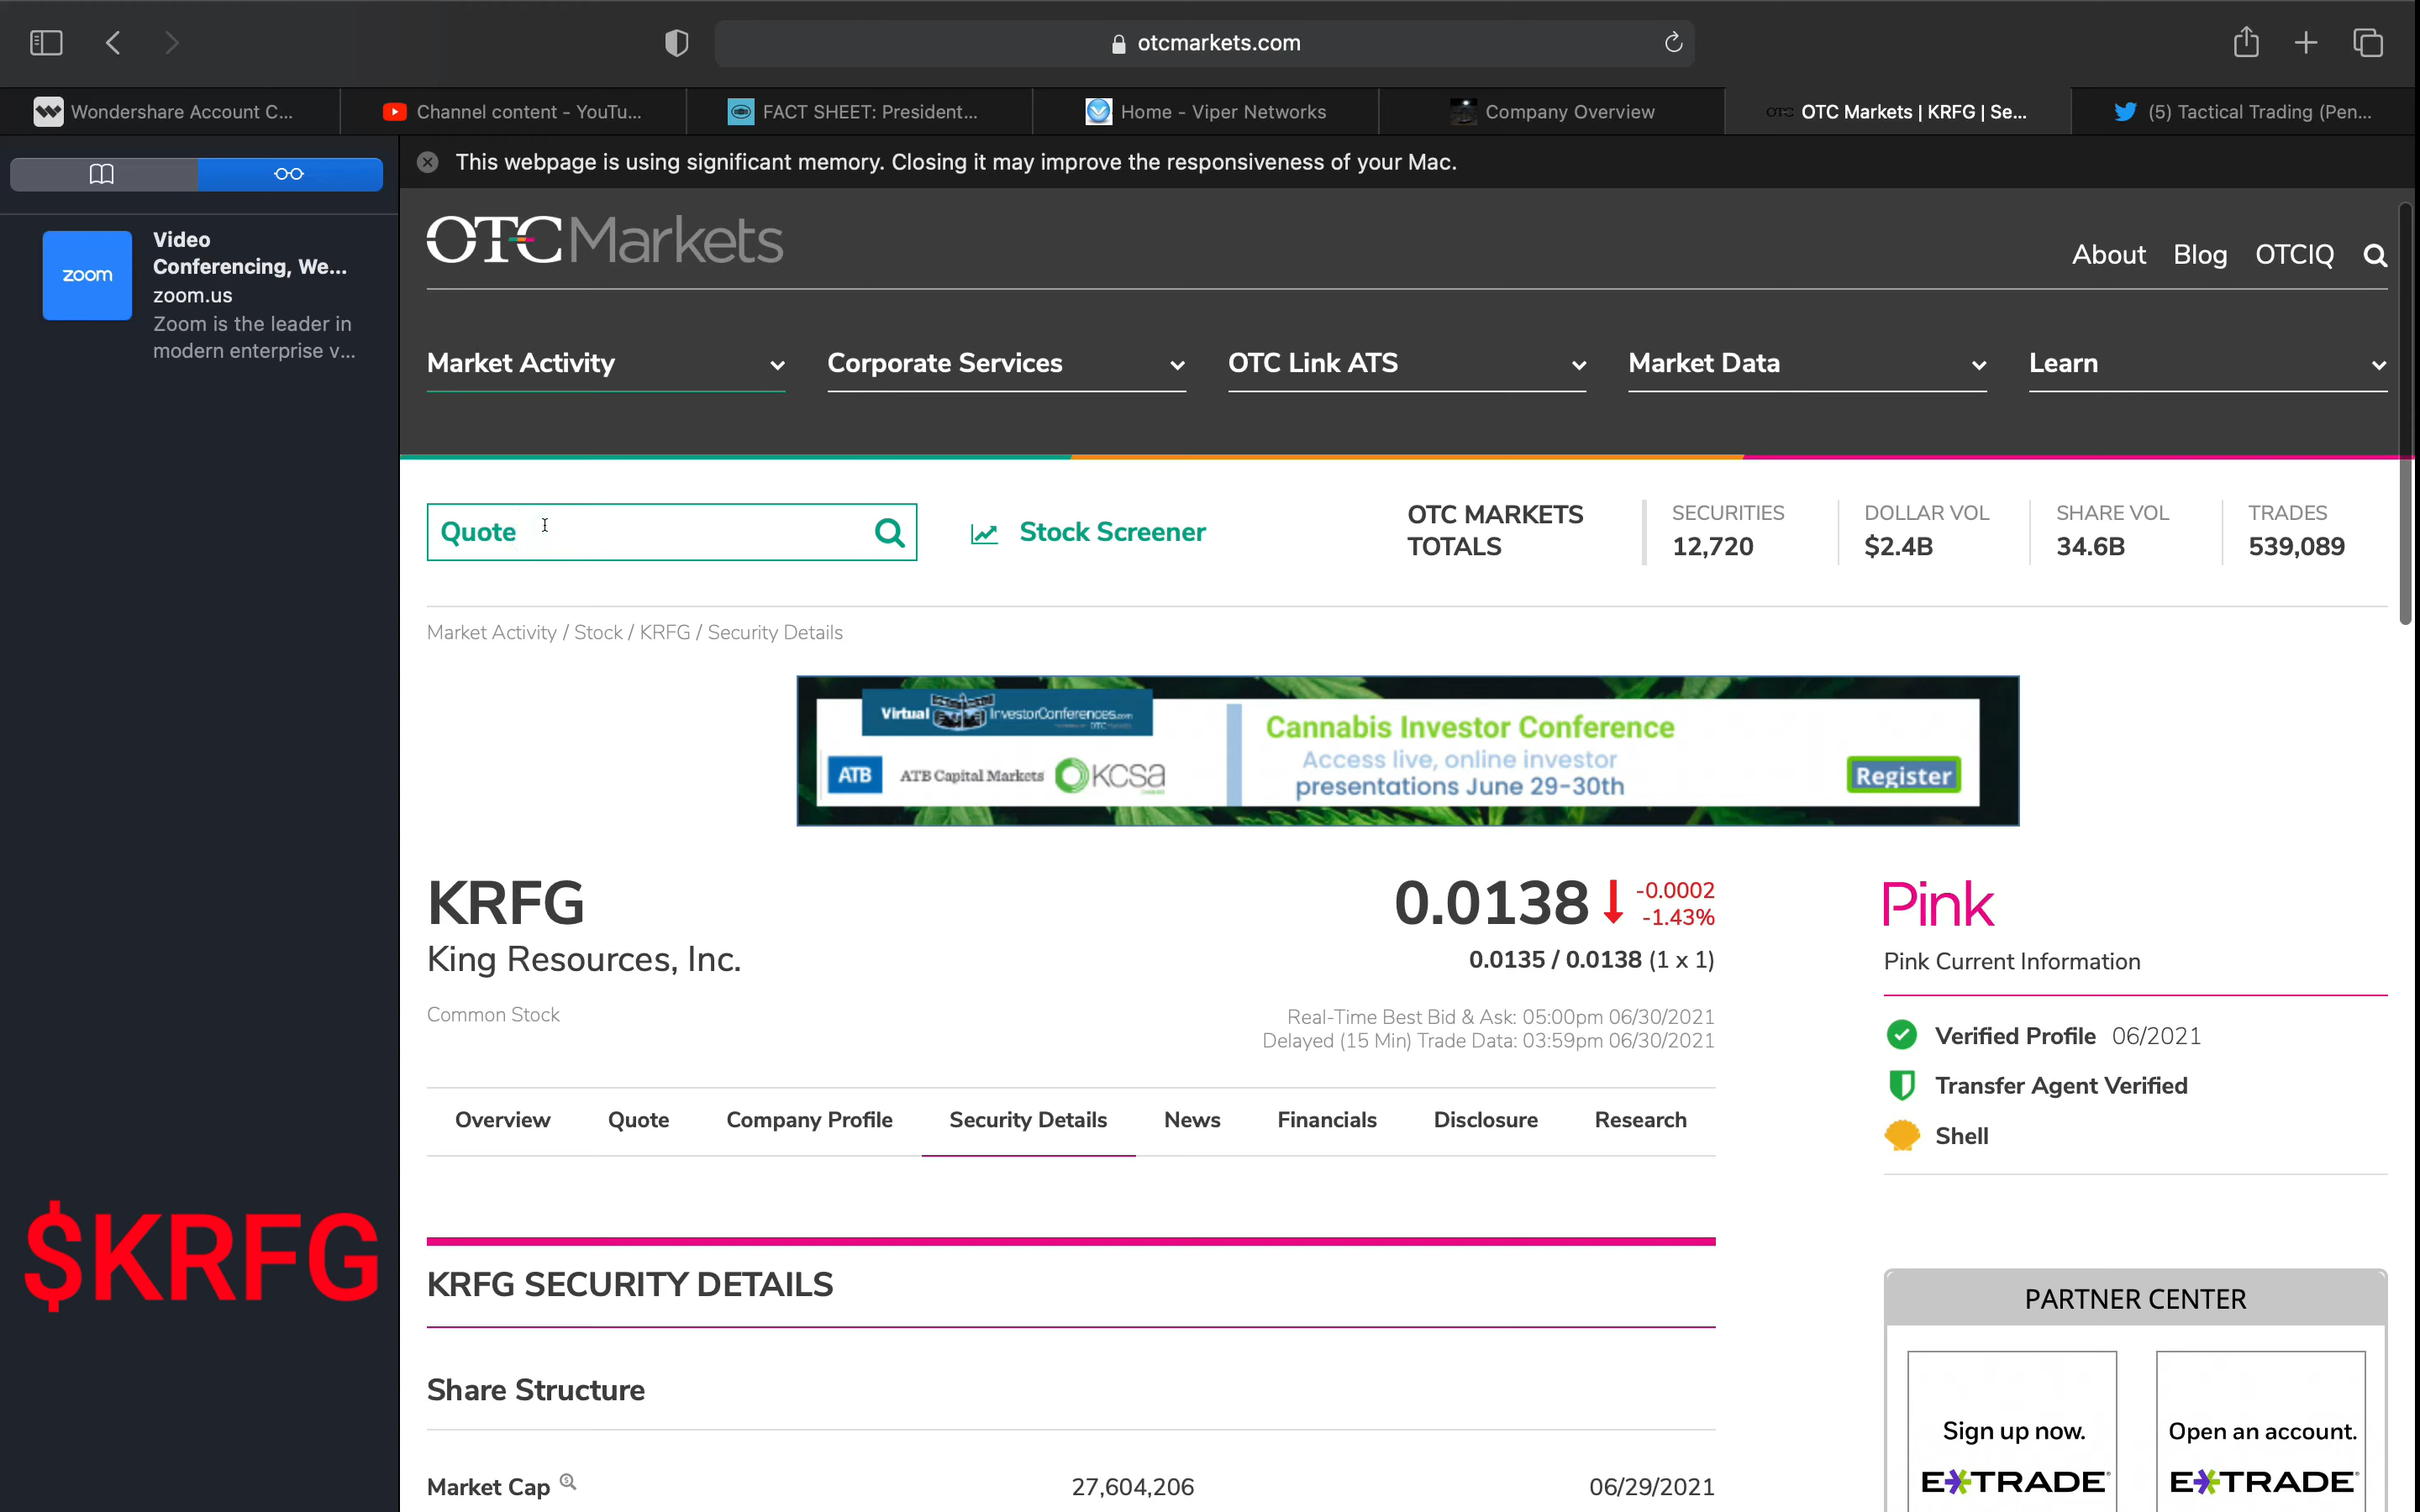 otcmarkets.com
Wondershare Account C...
Channel content - YouTu...
FACT SHEET: President...
Home - Viper Networks
Company Overview
OTC Markets | KRFG | Se...
(5) Tactical Trading (Pen...
This webpage is using significant memory. Closing it may improve the responsiveness of your Mac.
zoom
Video
Conferencing, We...
zoom.us
Zoom is the leader in
modern enterprise v...
OTC Markets
About Blog OTCIQ
Market Activity Corporate Services OTC Link ATS Market Data Learn
Quote
Stock Screener
OTC MARKETS
TOTALS
SECURITIES
12,720
DOLLAR VOL
$2.4B
SHARE VOL
34.6B
TRADES
539,089
Market Activity / Stock / KRFG / Security Details
Virtual InvestorConferences.com
ATB ATB Capital Markets KCSA
Cannabis Investor Conference
Access live, online investor
presentations June 29-30th
Register
KRFG
King Resources, Inc.
Common Stock
0.0138
-0.0002
-1.43%
0.0135 / 0.0138 (1 x 1)
Real-Time Best Bid & Ask: 05:00pm 06/30/2021
Delayed (15 Min) Trade Data: 03:59pm 06/30/2021
Pink
Pink Current Information
Verified Profile 06/2021
Transfer Agent Verified
Shell
Overview Quote Company Profile Security Details News Financials Disclosure Research
$KRFG
KRFG SECURITY DETAILS
Share Structure
Market Cap 27,604,206 06/29/2021
PARTNER CENTER
Sign up now.
E*TRADE
Open an account.
E*TRADE